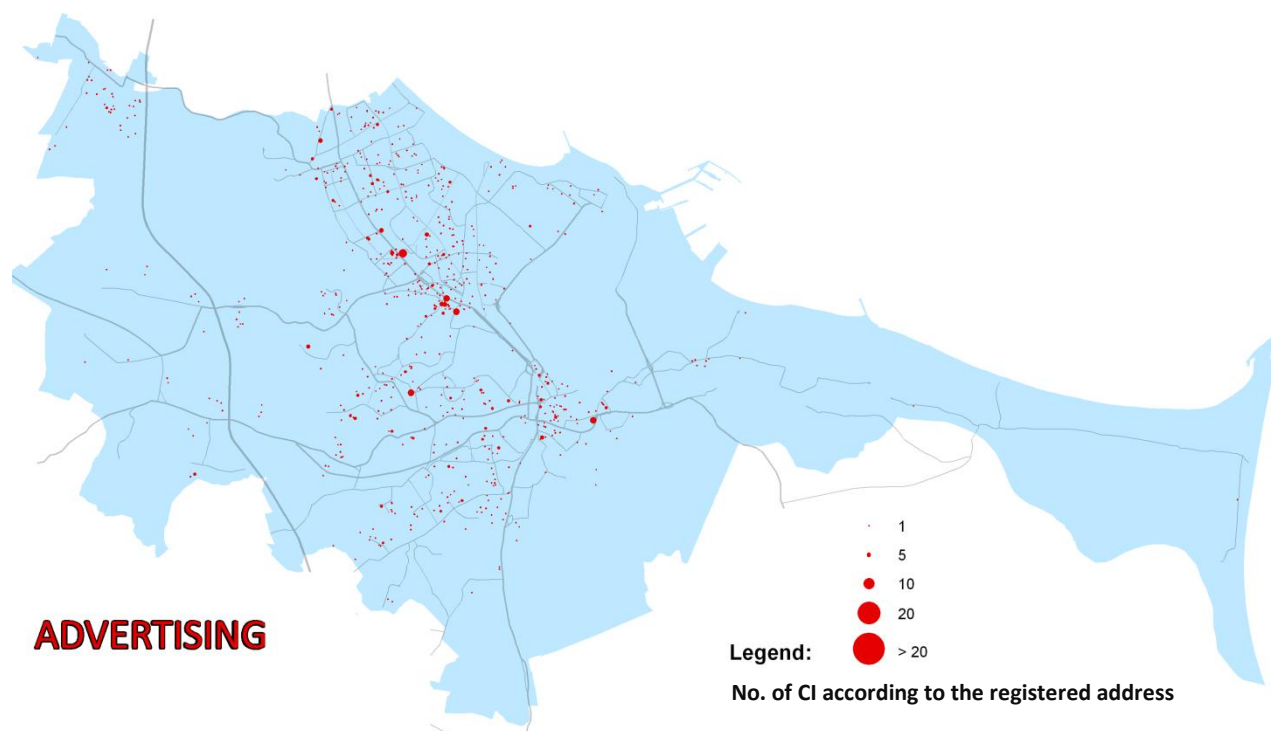 1
5
10
20
> 20
ADVERTISING
Legend:
No. of CI according to the registered address